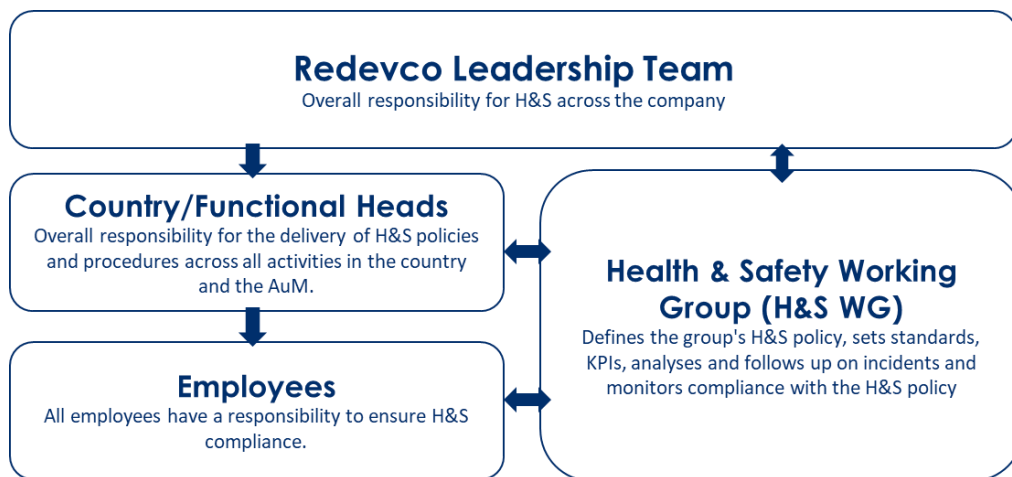 Redevco Leadership Team
Overall responsibility for H&S across the company
Country/Functional Heads
Overall responsibility for the delivery of H&S policies
and procedures across all activities in the country
and the AuM.
Health & Safety Working
Group (H&S WG)
Defines the group's H&S policy, sets standards,
KPIs, analyses and follows up on incidents and
monitors compliance with the H&S policy
Employees
All employees have a responsibility to ensure H&S
compliance.